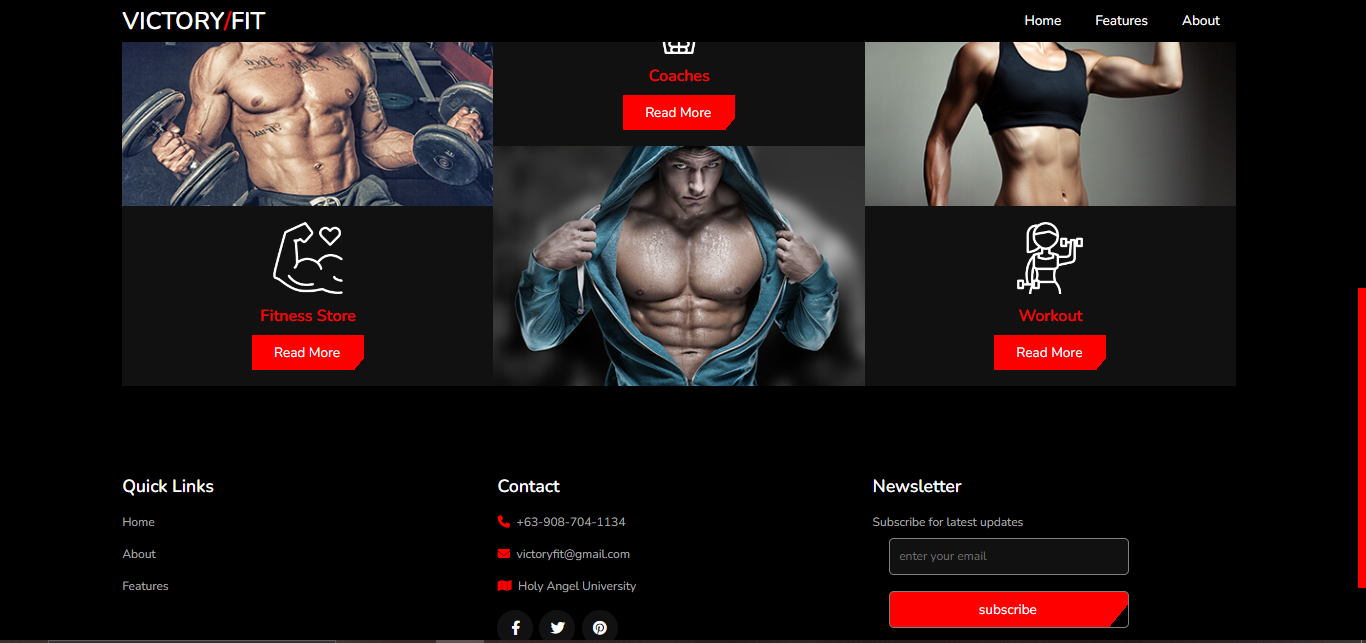 VICTORY/FIT
Home Features About
Coaches
Read More
Fitness Store
Read More
Workout
Read More
Quick Links
Home
About
Features
Contact
+63-908-704-1134
victoryfit@gmail.com
Holy Angel University
Newsletter
Subscribe for latest updates
enter your email
subscribe